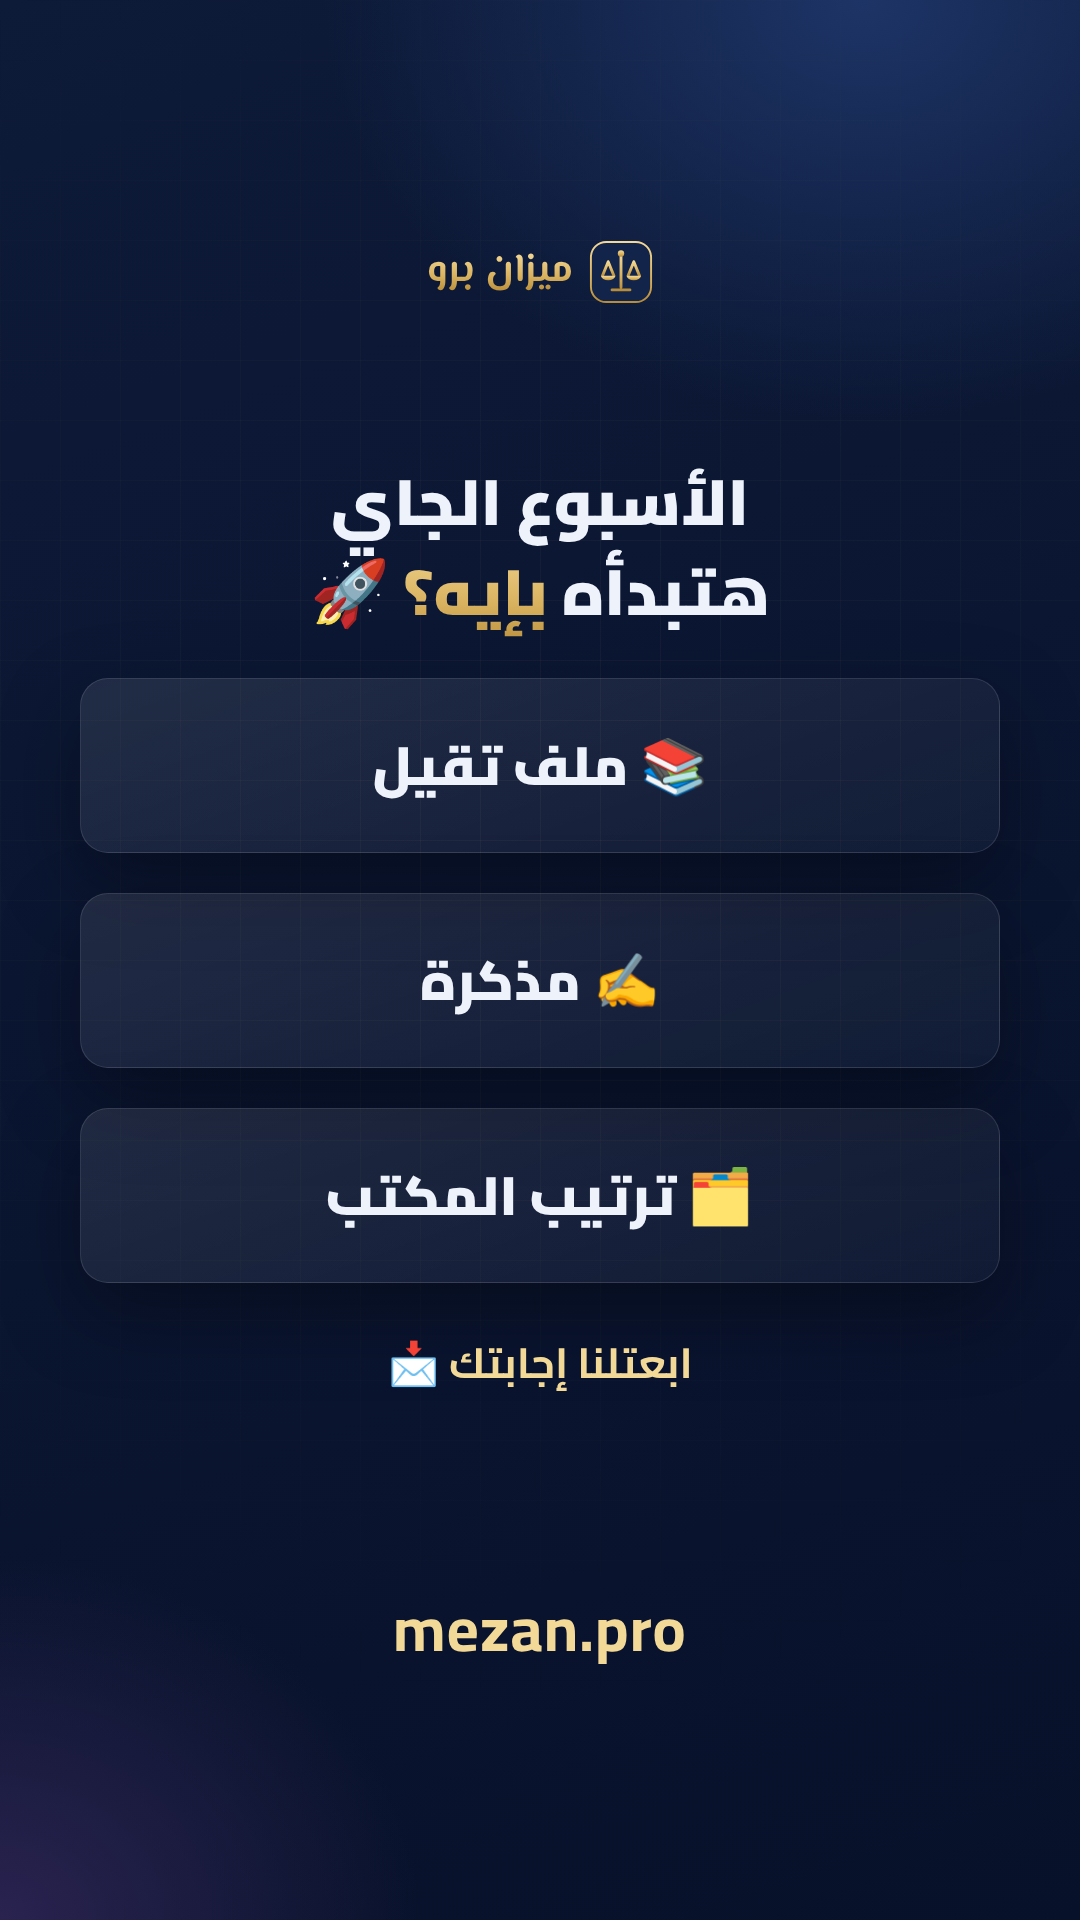 ميزان برو
الأسبوع الجاي
هتبدأه بإيه؟ 🚀
📚 ملف تقيل
✍️ مذكرة
🗂️ ترتيب المكتب
ابعتلنا إجابتك 📩
mezan.pro